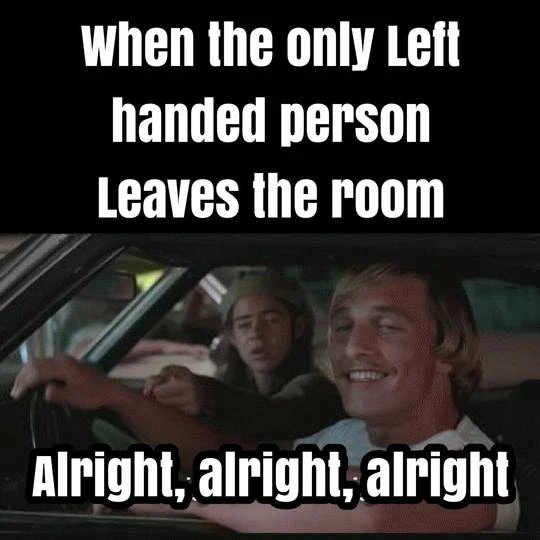 When the only Left
handed person
Leaves the room
Alright, alright, alright